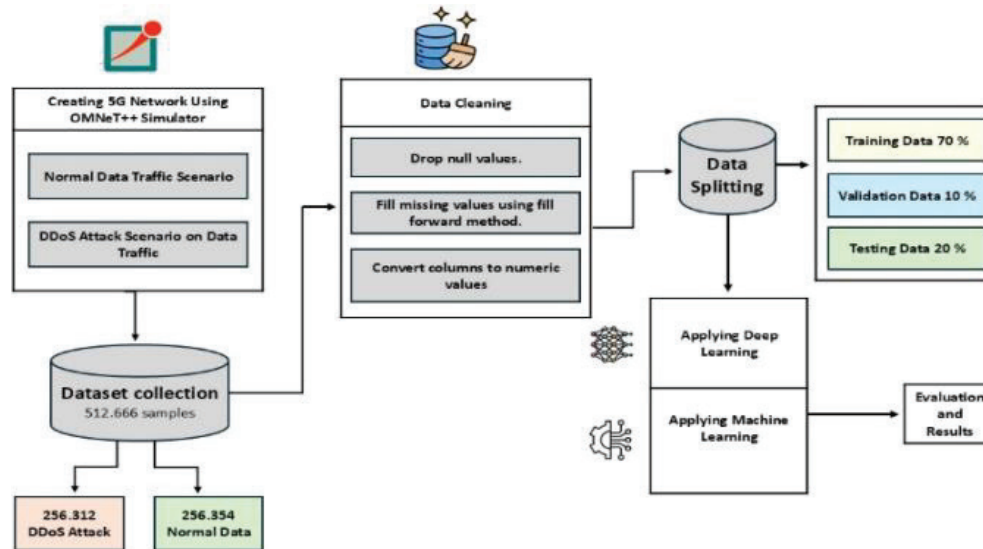 Creating 5G Network Using
OMNeT++ Simulator
Normal Data Traffic Scenario
DDoS Attack Scenario on Data
Traffic
Dataset collection
512.666 samples
256.312
DDoS Attack
256.354
Normal Data
Data Cleaning
Drop null values.
Fill missing values using fill
forward method.
Convert columns to numeric
values
Data
Splitting
Training Data 70 %
Validation Data 10 %
Testing Data 20 %
Applying Deep
Learning
Applying Machine
Learning
Evaluation
and
Results